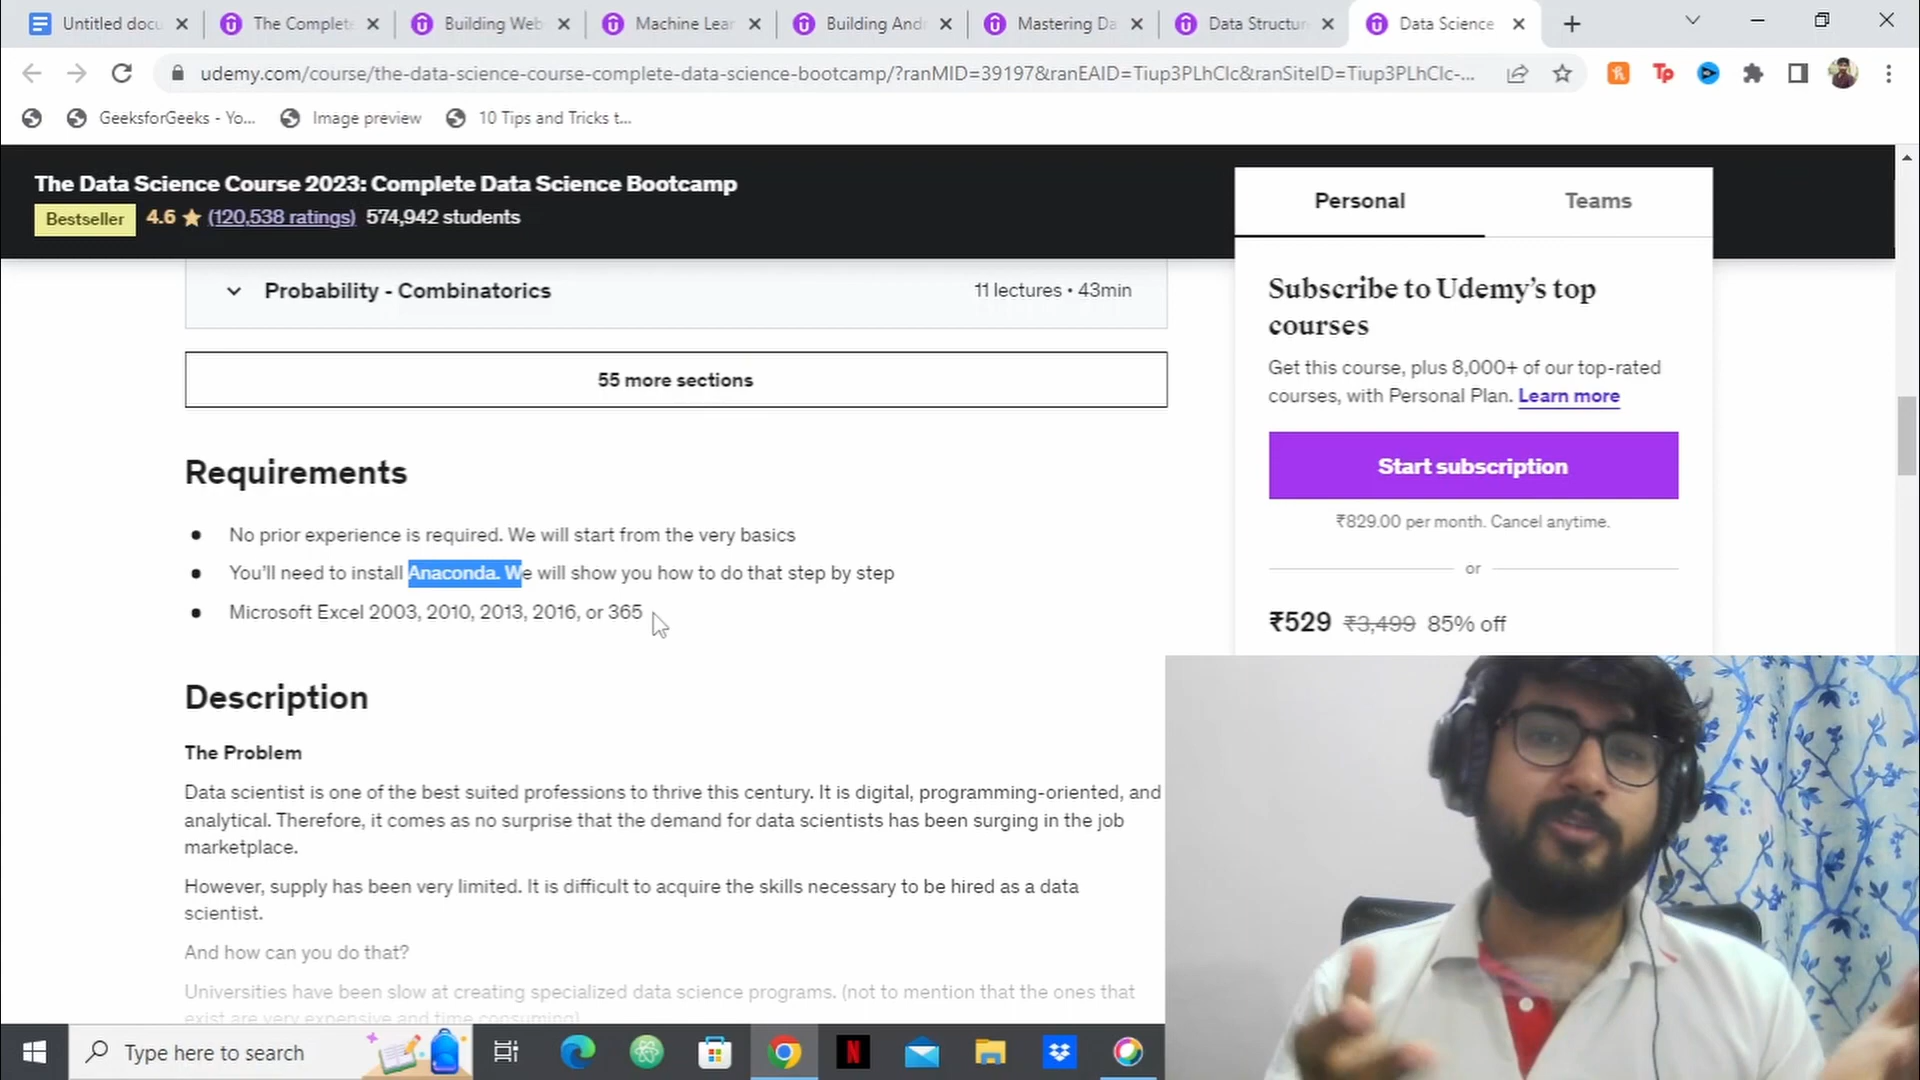 Untitled docu
The Complete
Building Web
Machine Lear
Building Andr
Mastering Da
Data Structur
Data Science
udemy.com/course/the-data-science-course-complete-data-science-bootcamp/?ranMID=39197&ranEAID=Tiup3PLhClc&ranSiteID=Tiup3PLhClc-...
GeeksforGeeks - Yo...
Image preview
10 Tips and Tricks t...
The Data Science Course 2023: Complete Data Science Bootcamp
Bestseller 4.6 ★ (120,538 ratings) 574,942 students
Personal
Teams
Probability - Combinatorics
11 lectures • 43min
55 more sections
Subscribe to Udemy's top
courses
Get this course, plus 8,000+ of our top-rated
courses, with Personal Plan. Learn more
Start subscription
₹829.00 per month. Cancel anytime.
or
₹529 ₹3,499 85% off
Requirements
No prior experience is required. We will start from the very basics
You'll need to install Anaconda. We will show you how to do that step by step
Microsoft Excel 2003, 2010, 2013, 2016, or 365
Description
The Problem
Data scientist is one of the best suited professions to thrive this century. It is digital, programming-oriented, and
analytical. Therefore, it comes as no surprise that the demand for data scientists has been surging in the job
marketplace.
However, supply has been very limited. It is difficult to acquire the skills necessary to be hired as a data
scientist.
And how can you do that?
Universities have been slow at creating specialized data science programs. (not to mention that the ones that
exist are very expensive and time consuming)
Type here to search